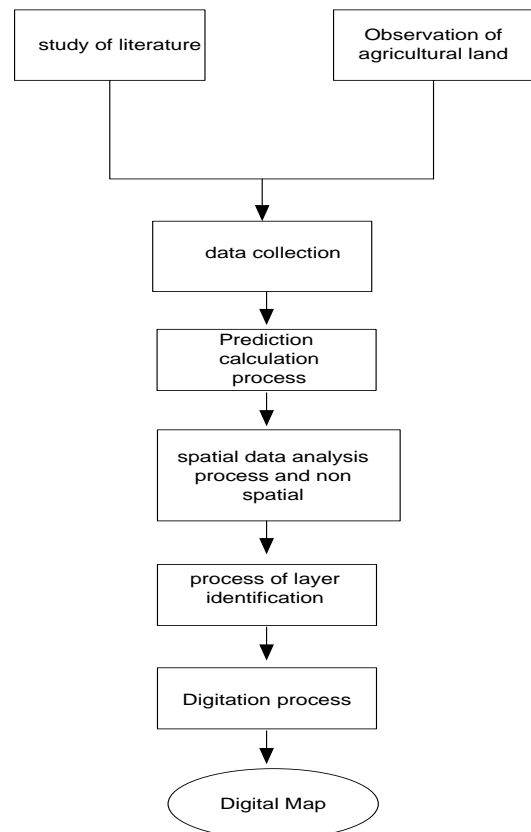 study of literature
Observation of
agricultural land
data collection
Prediction
calculation
process
spatial data analysis
process and non
spatial
process of layer
identification
Digitation process
Digital Map